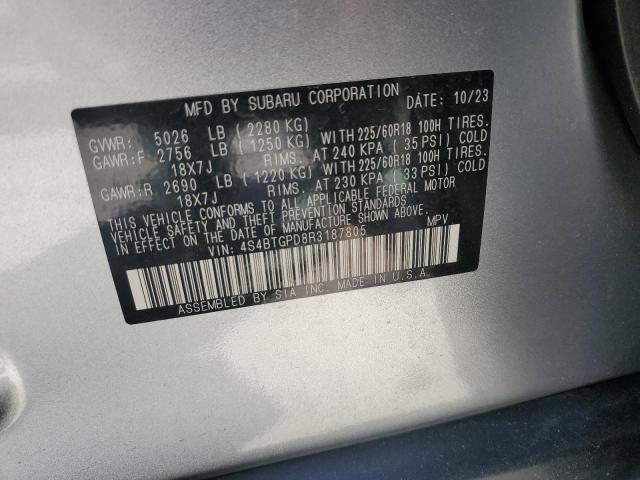 MFD BY SUBARU CORPORATION DATE: 10/23
GVWR: 5026 LB (2280 KG)
GAWR:F 2756 LB (1250 KG) WITH 225/60R18 100H TIRES.
18X7J RIMS. AT 240 KPA (35 PSI) COLD
GAWR:R 2690 LB (1220 KG) WITH 225/60R18 100H TIRES.
18X7J RIMS. AT 230 KPA (33 PSI) COLD
THIS VEHICLE CONFORMS TO ALL APPLICABLE FEDERAL MOTOR
VEHICLE SAFETY AND THEFT PREVENTION STANDARDS
IN EFFECT ON THE DATE OF MANUFACTURE SHOWN ABOVE.
VIN: 4S4BTGPD8R3187805 MPV
ASSEMBLED BY SIA INC. MADE IN U.S.A.